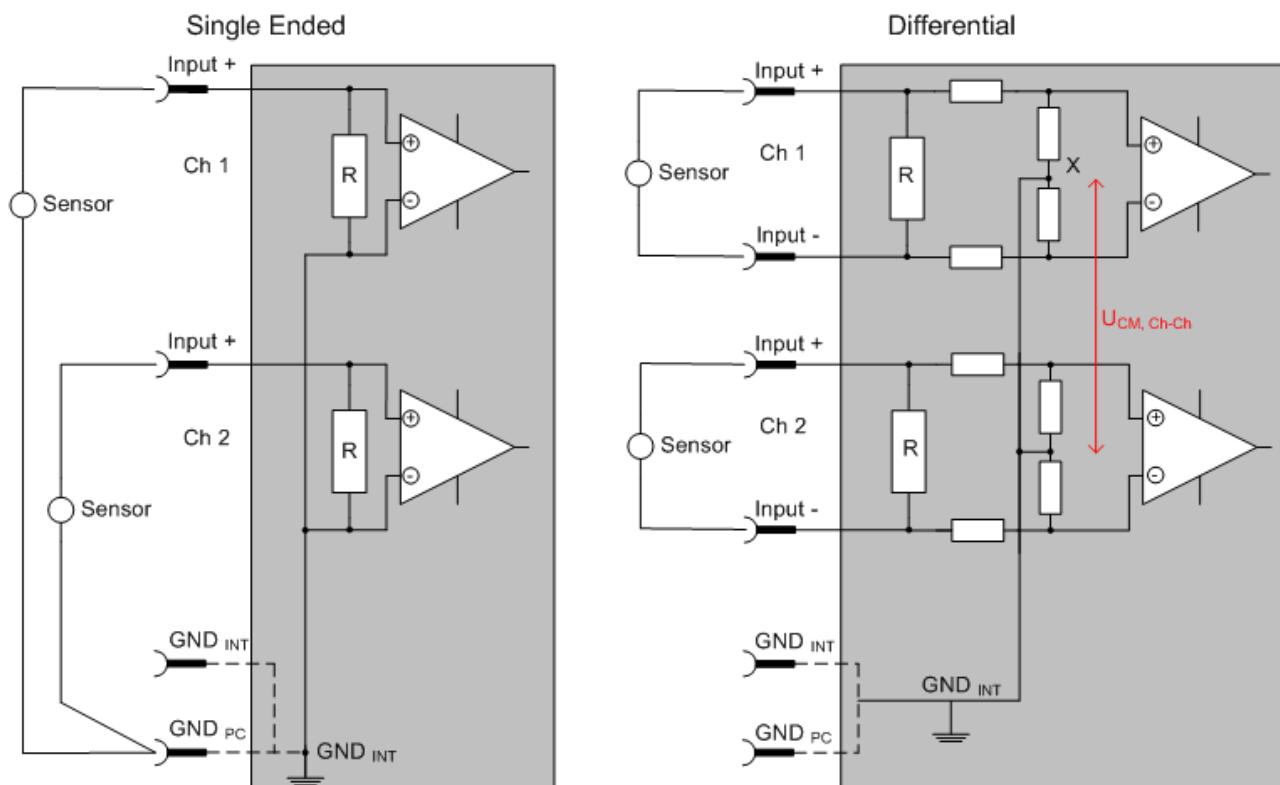 Single Ended
Input +
Ch 1
R
+
-
Sensor
Input +
Ch 2
R
+
-
Sensor
GND INT
GND PC
GND INT
Differential
Input +
Ch 1
Sensor
R
X
+
-
Input -
U CM, Ch-Ch
Input +
Ch 2
Sensor
R
+
-
Input -
GND INT
GND INT
GND PC